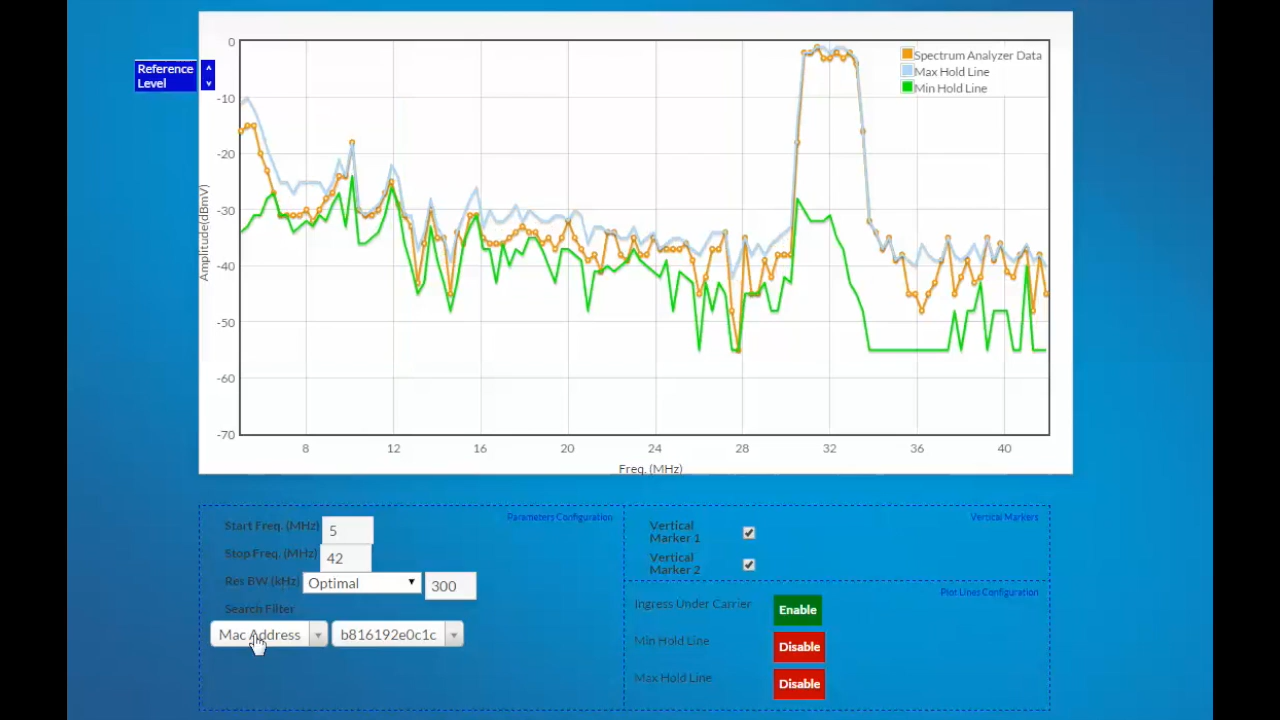 Reference
Level
0
-10
-20
-30
-40
-50
-60
-70
Amplitude(dBmV)
Spectrum Analyzer Data
Max Hold Line
Min Hold Line
8 12 16 20 24 28 32 36 40
Freq. (MHz)
Parameters Configuration
Start Freq. (MHz) 5
Stop Freq. (MHz) 42
Res BW (kHz) Optimal 300
Search Filter
Mac Address b816192e0c1c
Vertical Markers
Vertical
Marker 1
Vertical
Marker 2
Plot Lines Configuration
Ingress Under Carrier Enable
Min Hold Line Disable
Max Hold Line Disable